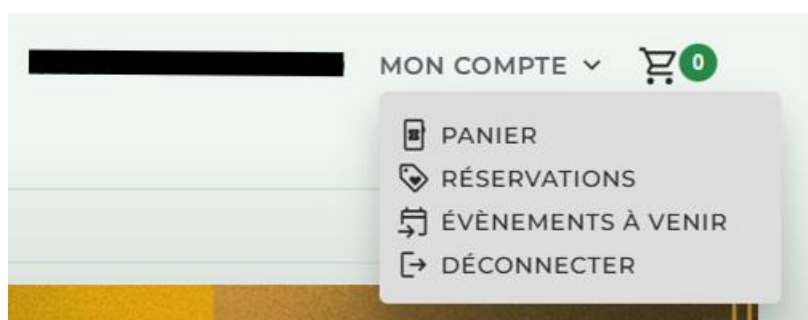 MON COMPTE
0
PANIER
RÉSERVATIONS
ÉVÈNEMENTS À VENIR
DÉCONNECTER